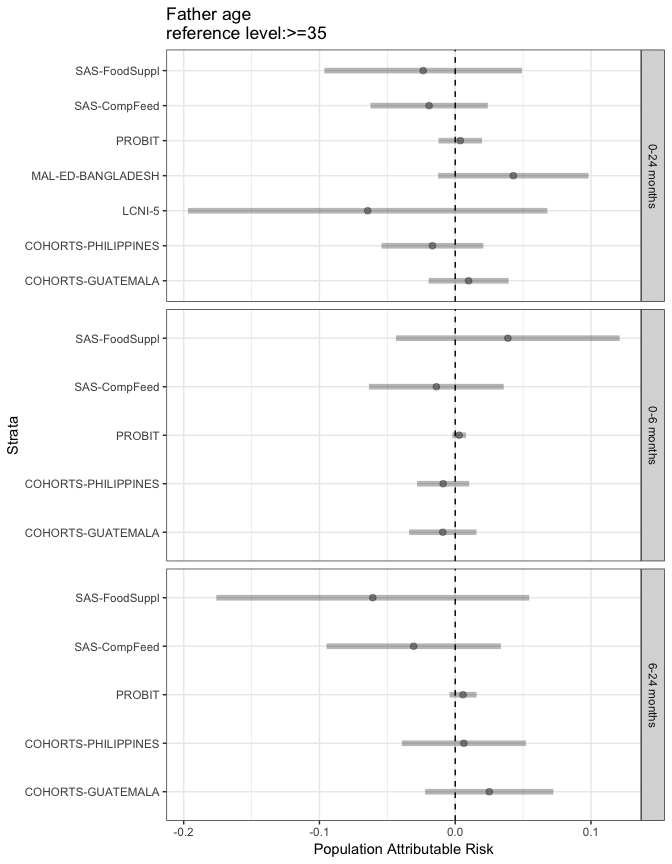 Father age
reference level:>=35
SAS-FoodSuppl
SAS-CompFeed
PROBIT
MAL-ED-BANGLADESH
LCNI-5
COHORTS-PHILIPPINES
COHORTS-GUATEMALA
0-24 months
SAS-FoodSuppl
SAS-CompFeed
PROBIT
COHORTS-PHILIPPINES
COHORTS-GUATEMALA
0-6 months
SAS-FoodSuppl
SAS-CompFeed
PROBIT
COHORTS-PHILIPPINES
COHORTS-GUATEMALA
6-24 months
Strata
-0.2 -0.1 0.0 0.1
Population Attributable Risk